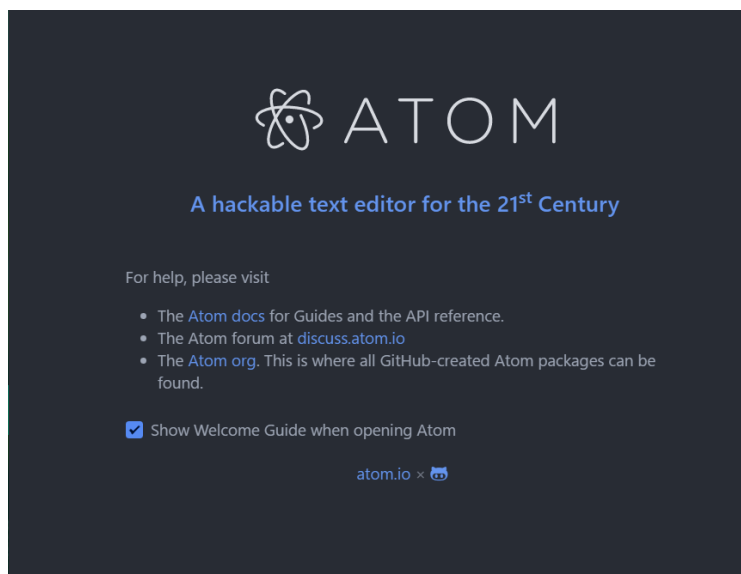 ATOM
A hackable text editor for the 21st Century
For help, please visit
The Atom docs for Guides and the API reference.
The Atom forum at discuss.atom.io
The Atom org. This is where all GitHub-created Atom packages can be
found.
Show Welcome Guide when opening Atom
atom.io ×